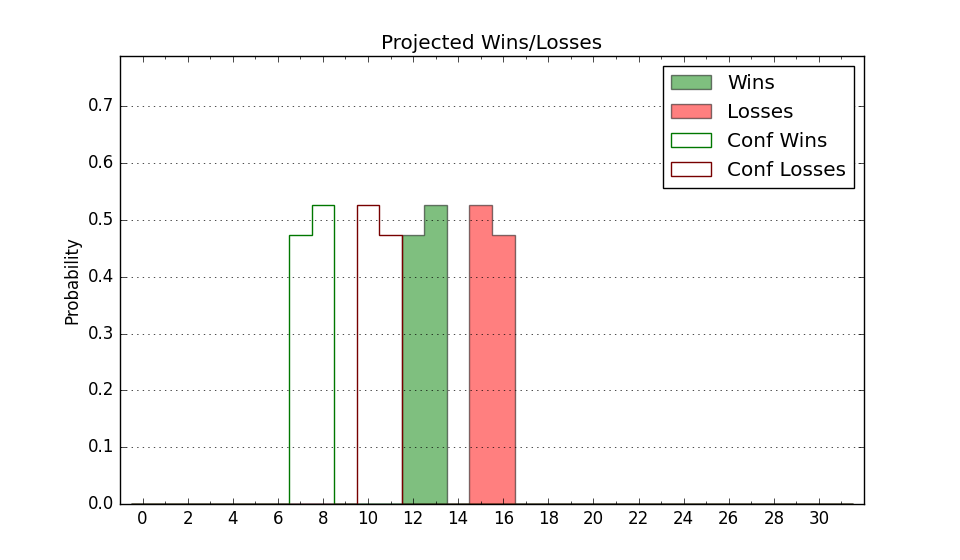 Projected Wins/Losses
Wins
Losses
Conf Wins
Conf Losses
Probability
0.7
0.6
0.5
0.4
0.3
0.2
0.1
0.0
0 2 4 6 8 10 12 14 16 18 20 22 24 26 28 30